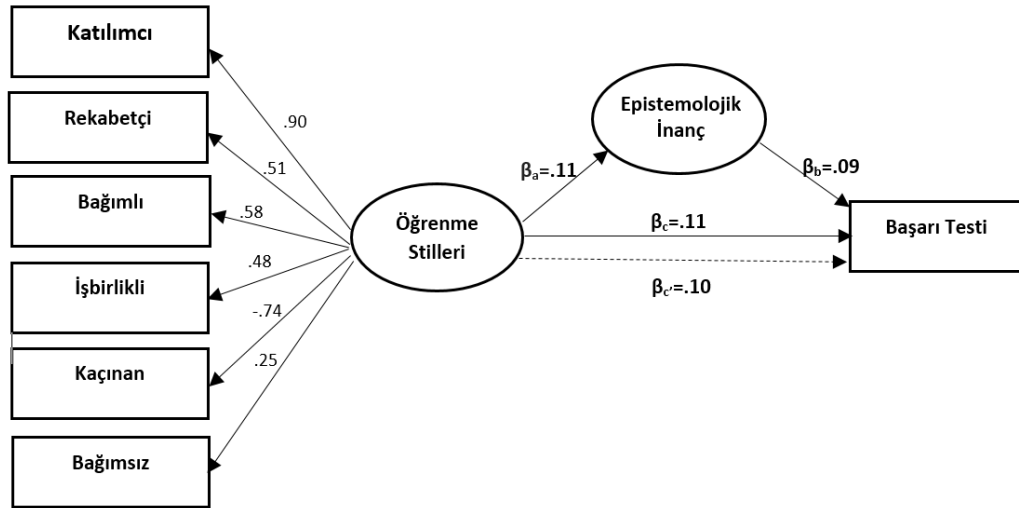 Katılımcı
Rekabetçi
Bağımlı
İşbirlikli
Kaçınan
Bağımsız
.90
.51
.58
.48
-.74
.25
Öğrenme
Stilleri
Epistemolojik
İnanç
βa=.11
βb=.09
βc=.11
βc'=.10
Başarı Testi